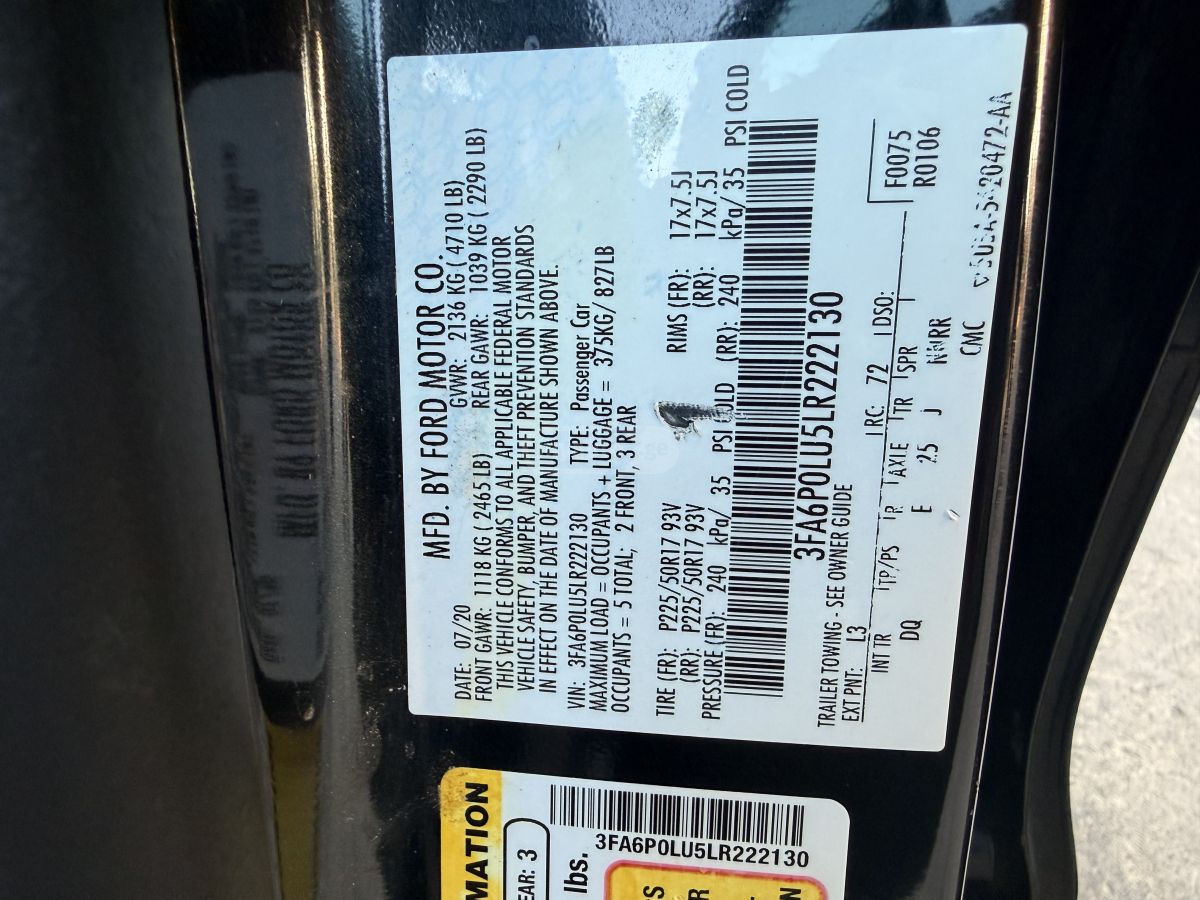 MFD. BY FORD MOTOR CO.
DATE: 07/20 GVWR: 2136 KG ( 4710 LB)
FRONT GAWR: 1118 KG ( 2465 LB) REAR GAWR: 1039 KG ( 2290 LB)
THIS VEHICLE CONFORMS TO ALL APPLICABLE FEDERAL MOTOR
VEHICLE SAFETY, BUMPER, AND THEFT PREVENTION STANDARDS
IN EFFECT ON THE DATE OF MANUFACTURE SHOWN ABOVE.
VIN: 3FA6P0LU5LR222130 TYPE: Passenger Car
MAXIMUM LOAD = OCCUPANTS + LUGGAGE = 375KG/ 827LB
OCCUPANTS = 5 TOTAL; 2 FRONT, 3 REAR
TIRE (FR): P225/50R17 93V RIMS (FR): 17x7.5J
(RR): P225/50R17 93V (RR): 17x7.5J
PRESSURE (FR): 240 kPa/ 35 PSI COLD (RR): 240 kPa/ 35 PSI COLD
3FA6P0LU5LR222130
TRAILER TOWING - SEE OWNER GUIDE
EXT PNT: L3 RC: 72 DSO: F0075
R0106
INT TR TP/PS R AXLE TR SPR
DQ E 25 J NWRR
CMC
MATION
EAR: 3
lbs.
3FA6P0LU5LR222130